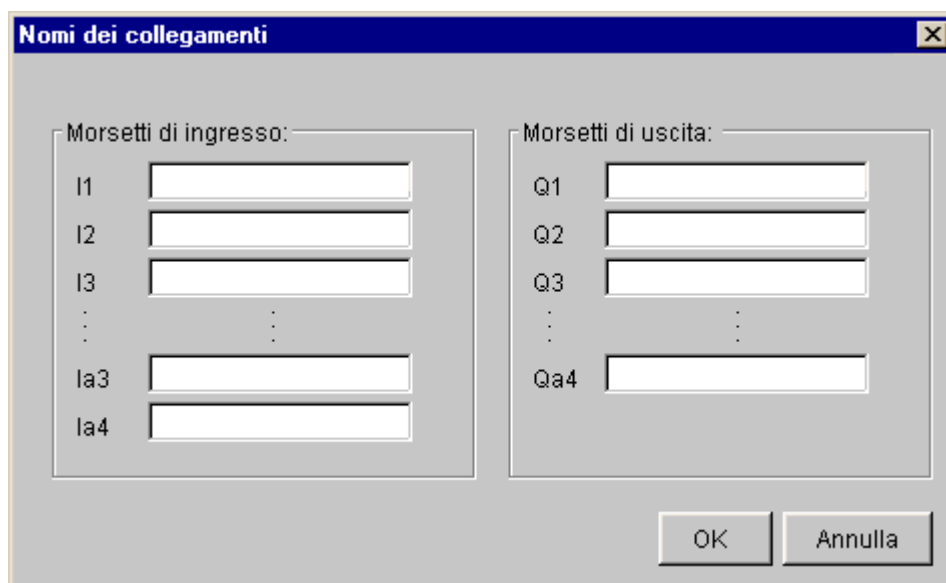 Nomi dei collegamenti
Morsetti di ingresso:
I1
I2
I3
Ia3
Ia4
Morsetti di uscita:
Q1
Q2
Q3
Qa4
OK
Annulla